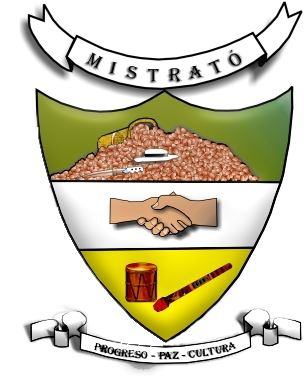 MISTRATÓ
PROGRESO - PAZ - CULTURA